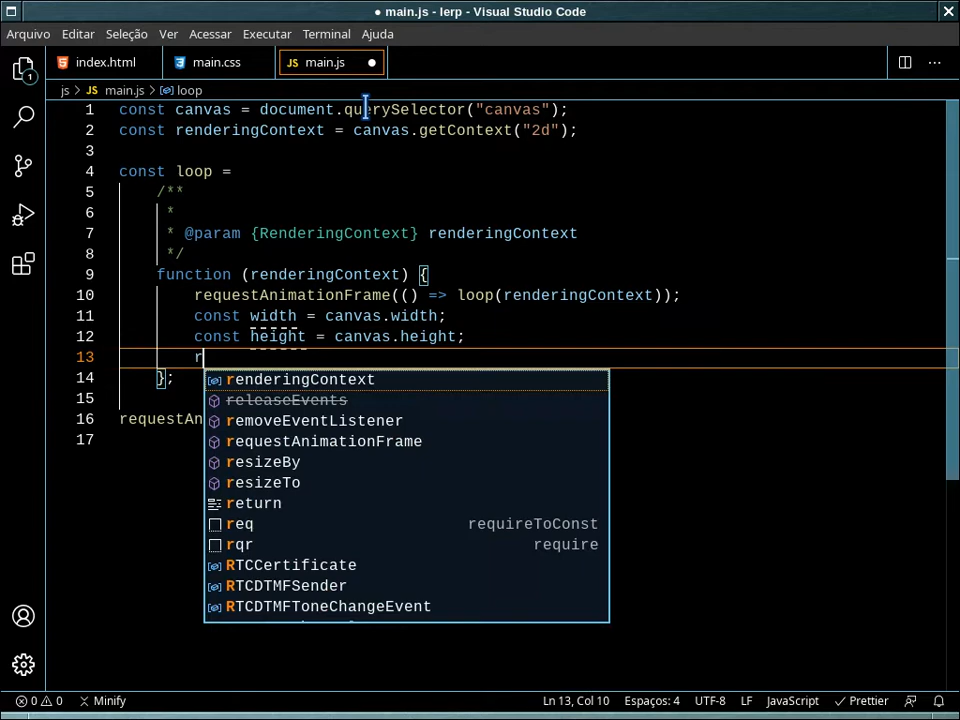 ● main.js - lerp - Visual Studio Code
Arquivo Editar Seleção Ver Acessar Executar Terminal Ajuda
1
index.html
main.css
JS main.js ●
js > JS main.js > loop
1 const canvas = document.querySelector("canvas");
2 const renderingContext = canvas.getContext("2d");
3
4 const loop =
5 /**
6 *
7 * @param {RenderingContext} renderingContext
8 */
9 function (renderingContext) {
10 requestAnimationFrame(() => loop(renderingContext));
11 const width = canvas.width;
12 const height = canvas.height;
13 r
14 };
15
16 requestAn
17
renderingContext
releaseEvents
removeEventListener
requestAnimationFrame
resizeBy
resizeTo
return
req requireToConst
rqr require
RTCCertificate
RTCDTMFSender
RTCDTMFToneChangeEvent
0 0 Minify Ln 13, Col 10 Espaços: 4 UTF-8 LF JavaScript Prettier